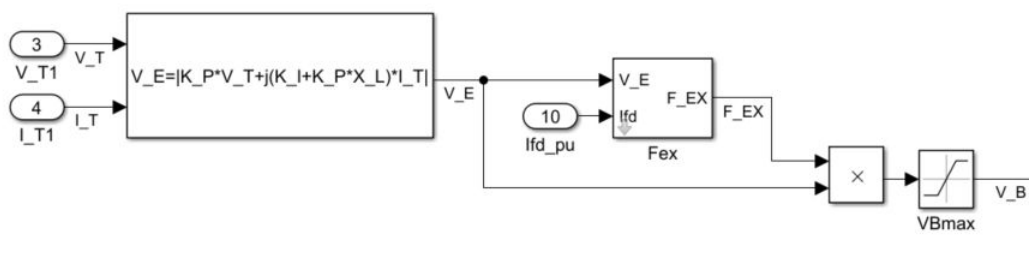 3
V_T
V_T1
4
I_T
I_T1
V_E=|K_P*V_T+j(K_I+K_P*X_L)*I_T|
V_E
V_E
F_EX
Ifd
10
Ifd_pu
Fex
F_EX
×
VBmax
V_B